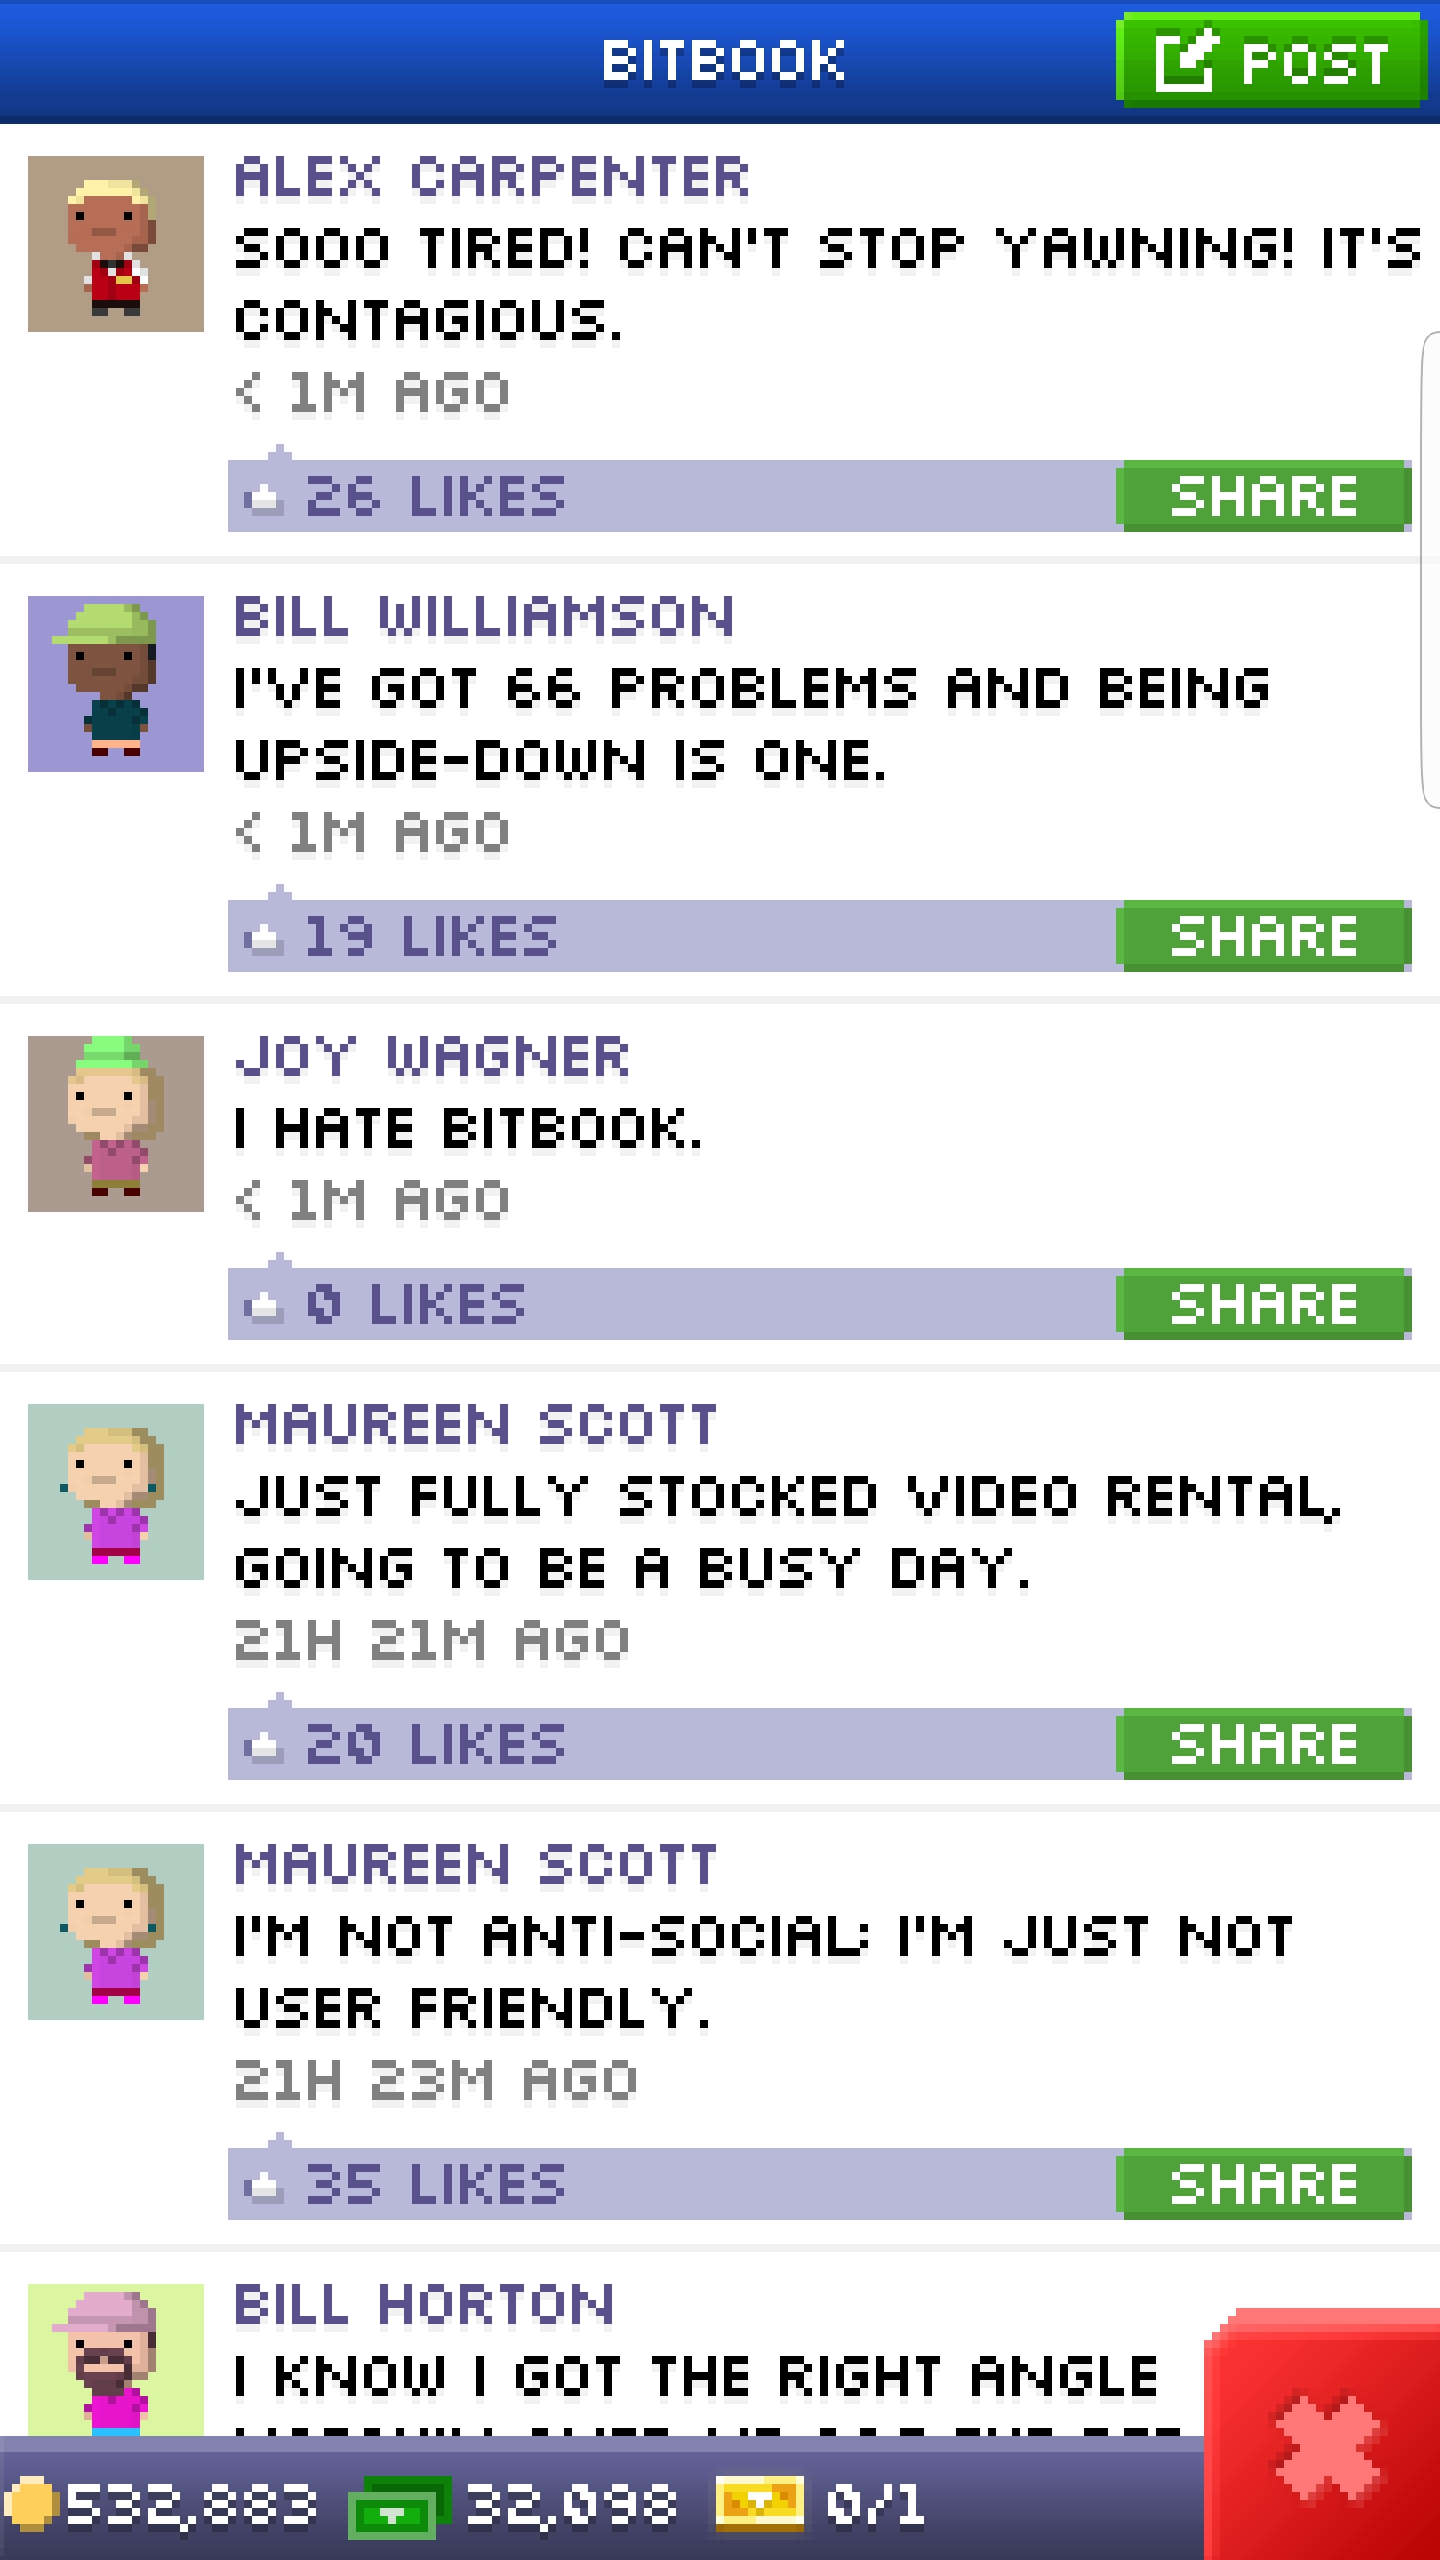 BITBOOK
POST
ALEX CARPENTER
SOOO TIRED! CAN'T STOP YAWNING! IT'S
CONTAGIOUS.
< 1M AGO
26 LIKES
SHARE
BILL WILLIAMSON
I'VE GOT 66 PROBLEMS AND BEING
UPSIDE-DOWN IS ONE.
< 1M AGO
19 LIKES
SHARE
JOY WAGNER
I HATE BITBOOK.
< 1M AGO
0 LIKES
SHARE
MAUREEN SCOTT
JUST FULLY STOCKED VIDEO RENTAL,
GOING TO BE A BUSY DAY.
21H 21M AGO
20 LIKES
SHARE
MAUREEN SCOTT
I'M NOT ANTI-SOCIAL; I'M JUST NOT
USER FRIENDLY.
21H 23M AGO
35 LIKES
SHARE
BILL HORTON
I KNOW I GOT THE RIGHT ANGLE
532,883
32,098
0/1